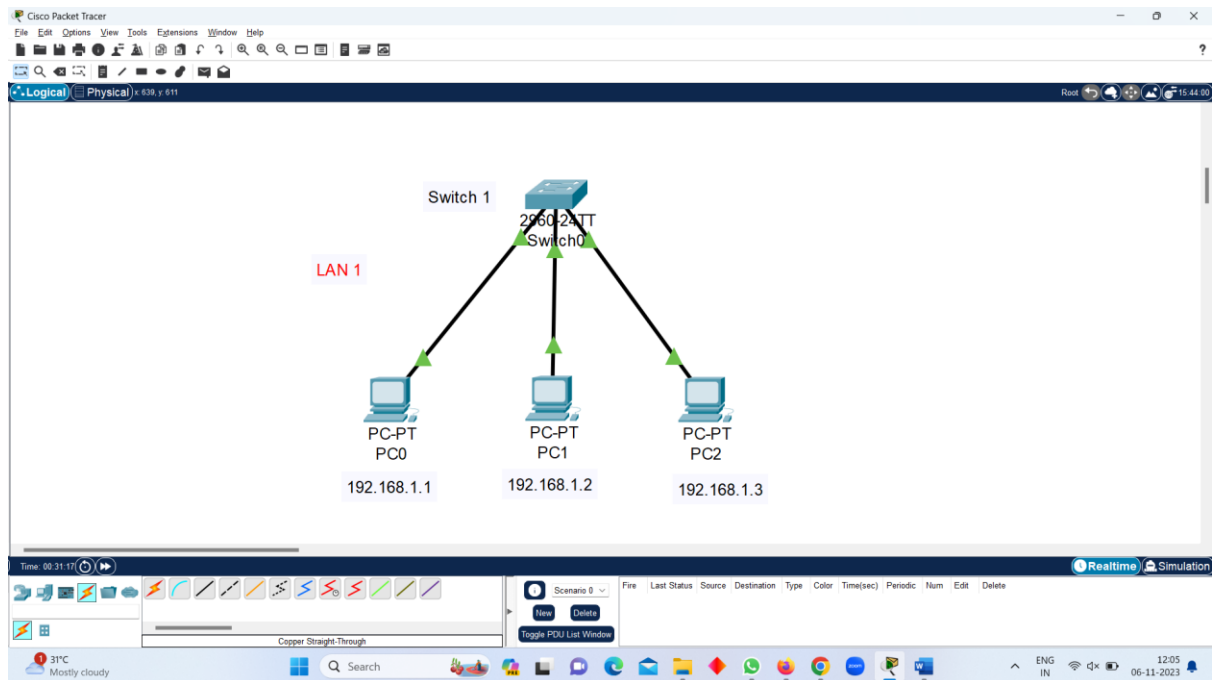 Cisco Packet Tracer
File Edit Options View Tools Extensions Window Help
?
Logical Physical x: 639, y: 611
Root 15:44:00
Switch 1
2960-24TT
Switch0
LAN 1
PC-PT
PC0
PC-PT
PC1
PC-PT
PC2
192.168.1.1
192.168.1.2
192.168.1.3
Time: 00:31:17
Realtime Simulation
Scenario 0
Fire Last Status Source Destination Type Color Time(sec) Periodic Num Edit Delete
New Delete
Toggle PDU List Window
Copper Straight-Through
1
31°C
Mostly cloudy
Search
PRE
zoom
W
ENG
IN
12:05
06-11-2023